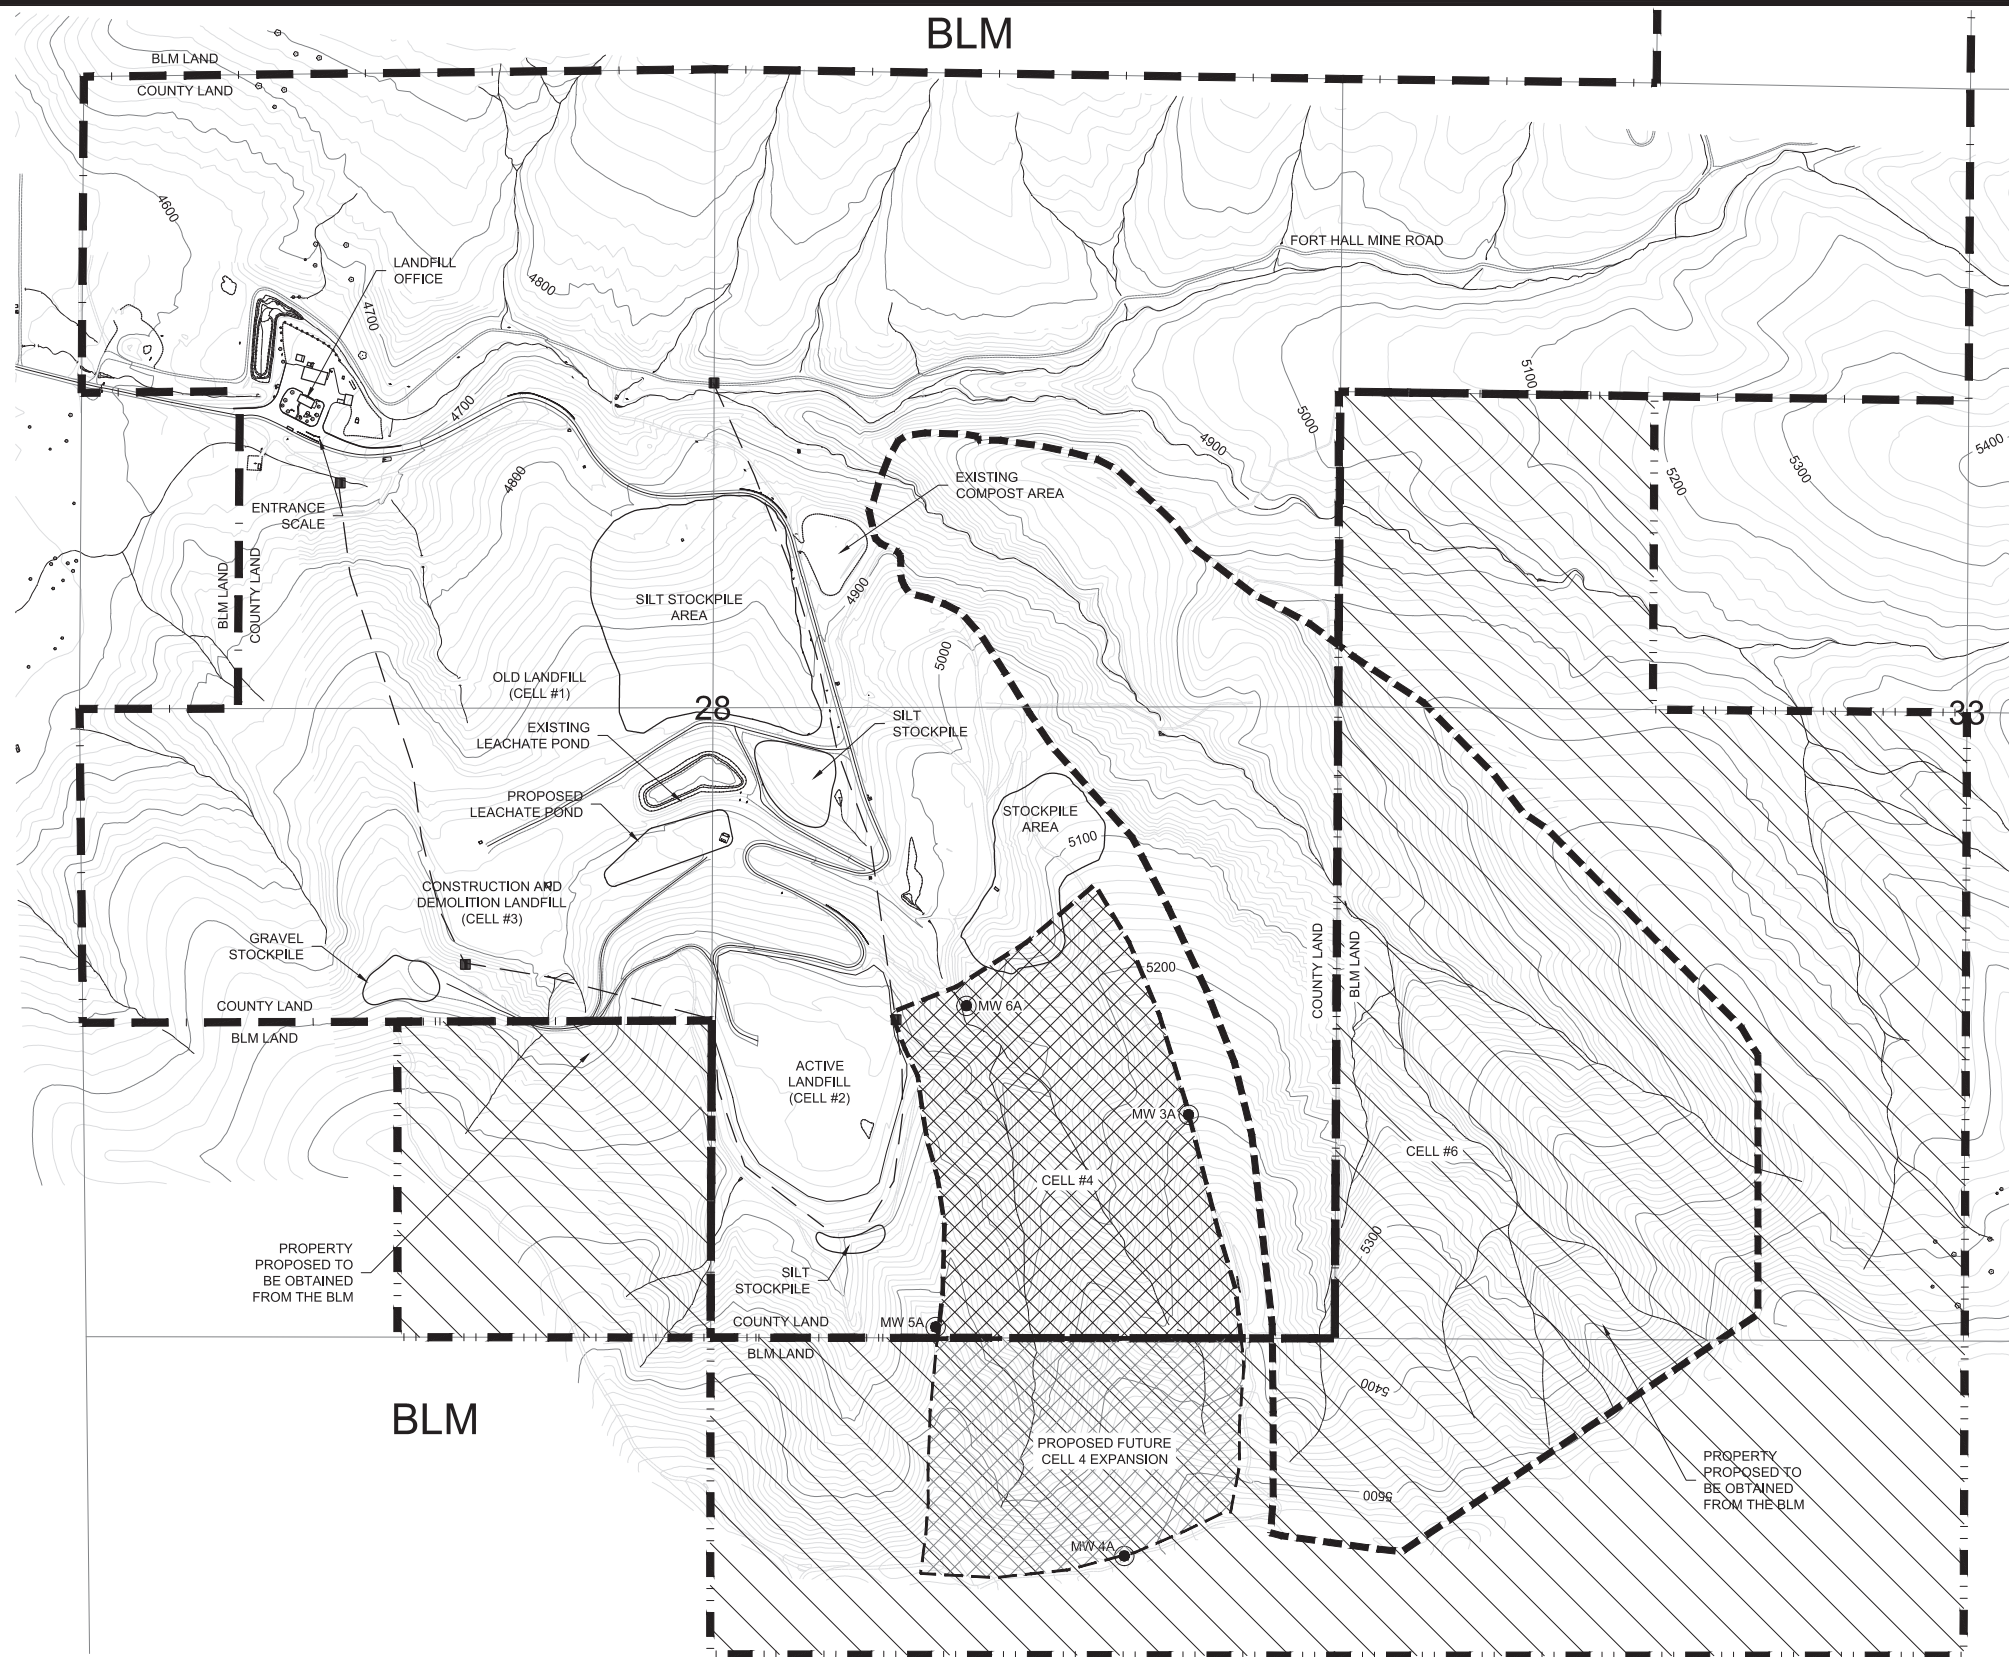 BLM
BLM LAND
COUNTY LAND
4600
LANDFILL
OFFICE
4700
4800
FORT HALL MINE ROAD
5100
5000
4900
5400
5300
5200
4700
4800
EXISTING
COMPOST AREA
ENTRANCE
SCALE
BLM LAND
COUNTY LAND
SILT STOCKPILE
AREA
4900
5000
OLD LANDFILL
(CELL #1)
28
33
EXISTING
LEACHATE POND
SILT
STOCKPILE
PROPOSED
LEACHATE POND
STOCKPILE
AREA
5100
CONSTRUCTION AND
DEMOLITION LANDFILL
(CELL #3)
GRAVEL
STOCKPILE
5200
COUNTY LAND
BLM LAND
COUNTY LAND
BLM LAND
MW 6A
ACTIVE
LANDFILL
(CELL #2)
MW 3A
CELL #4
CELL #6
5300
PROPERTY
PROPOSED TO
BE OBTAINED
FROM THE BLM
SILT
STOCKPILE
COUNTY LAND
BLM LAND
MW 5A
5400
BLM
PROPOSED FUTURE
CELL 4 EXPANSION
5500
PROPERTY
PROPOSED TO
BE OBTAINED
FROM THE BLM
MW 4A